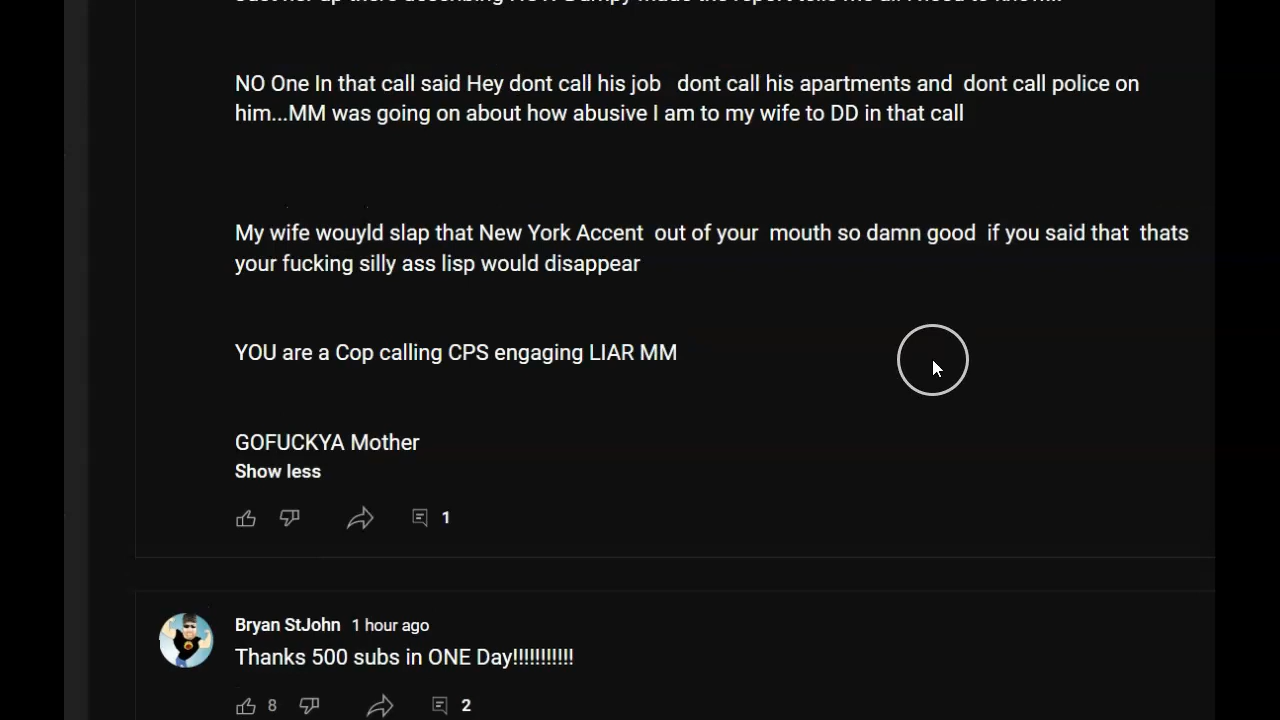 NO One In that call said Hey dont call his job   dont call his apartments and  dont call police on
him...MM was going on about how abusive I am to my wife to DD in that call
My wife wouyld slap that New York Accent  out of your  mouth so damn good  if you said that  thats
your fucking silly ass lisp would disappear
YOU are a Cop calling CPS engaging LIAR MM
GOFUCKYA Mother
Show less
1
Bryan StJohn 1 hour ago
Thanks 500 subs in ONE Day!!!!!!!!!!!
8 2